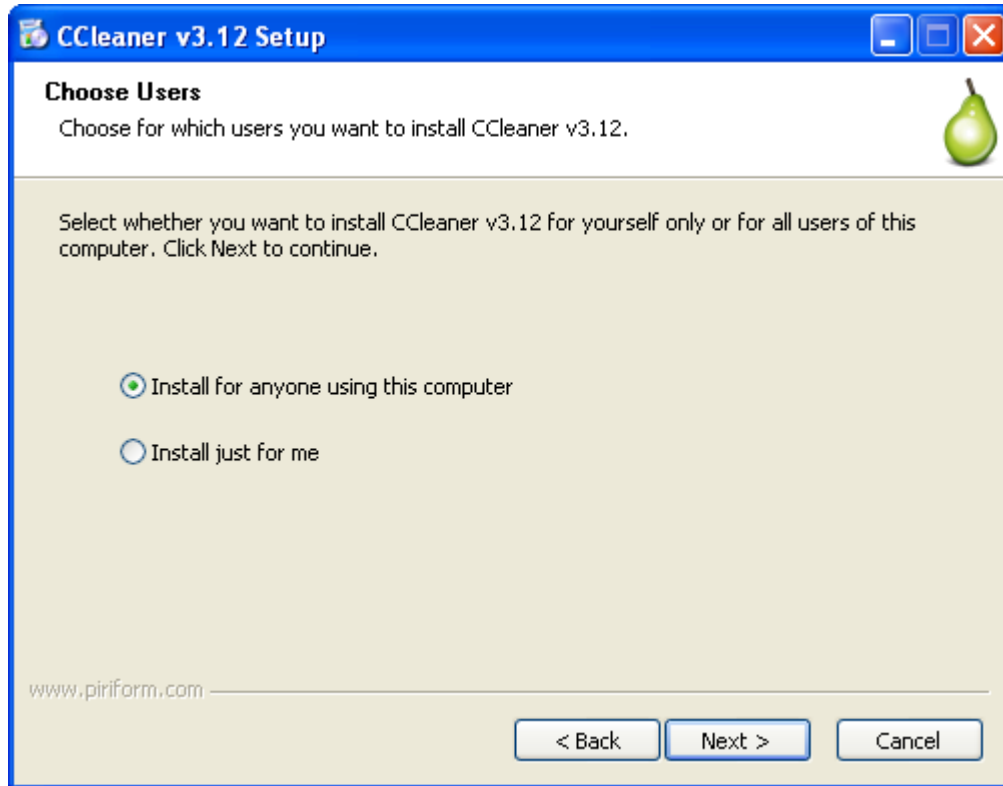 CCleaner v3.12 Setup
Choose Users
Choose for which users you want to install CCleaner v3.12.
Select whether you want to install CCleaner v3.12 for yourself only or for all users of this
computer. Click Next to continue.
Install for anyone using this computer
Install just for me
www.piriform.com
< Back Next > Cancel